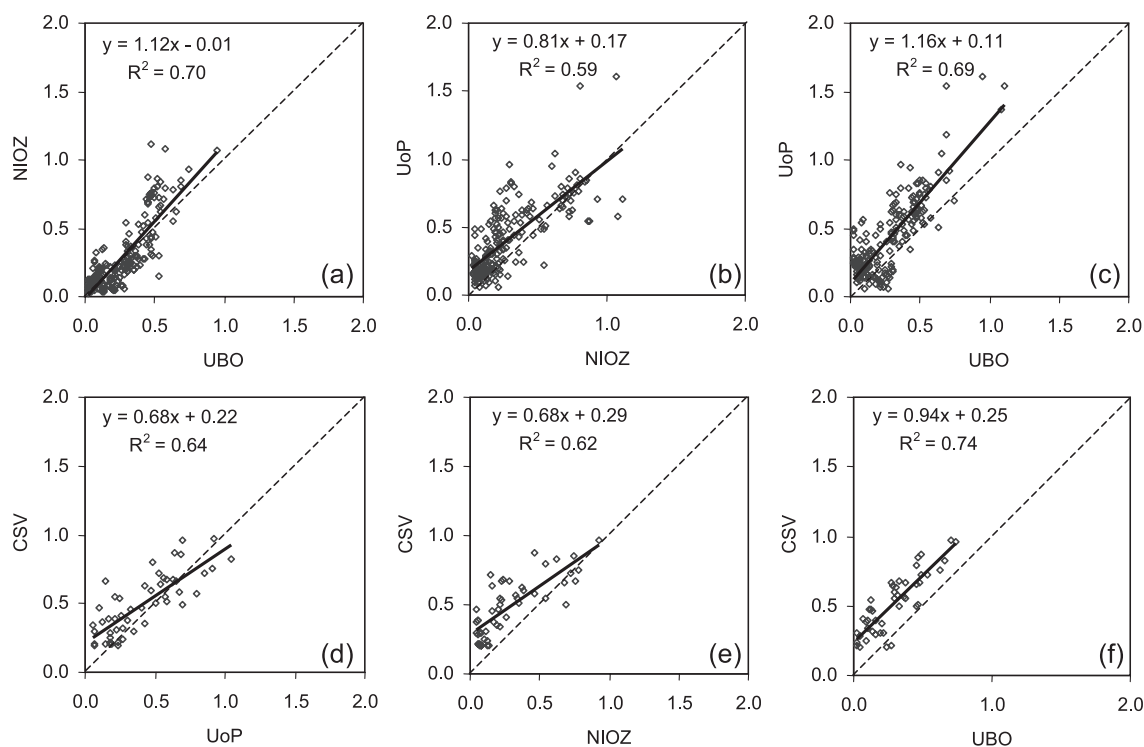 2.0
y = 1.12x - 0.01
R² = 0.70
1.5
NIOZ
1.0
0.5
(a)
0.0
0.0 0.5 1.0 1.5 2.0
UBO
2.0
y = 0.81x + 0.17
R² = 0.59
1.5
UoP
1.0
0.5
(b)
0.0
0.0 1.0 2.0
NIOZ
2.0
y = 1.16x + 0.11
R² = 0.69
1.5
UoP
1.0
0.5
(c)
0.0
0.0 0.5 1.0 1.5 2.0
UBO
2.0
y = 0.68x + 0.22
R² = 0.64
1.5
CSV
1.0
0.5
(d)
0.0
0.0 0.5 1.0 1.5 2.0
UoP
2.0
y = 0.68x + 0.29
R² = 0.62
1.5
CSV
1.0
0.5
(e)
0.0
0.0 0.5 1.0 1.5 2.0
NIOZ
2.0
y = 0.94x + 0.25
R² = 0.74
1.5
CSV
1.0
0.5
(f)
0.0
0.0 1.0 2.0
UBO